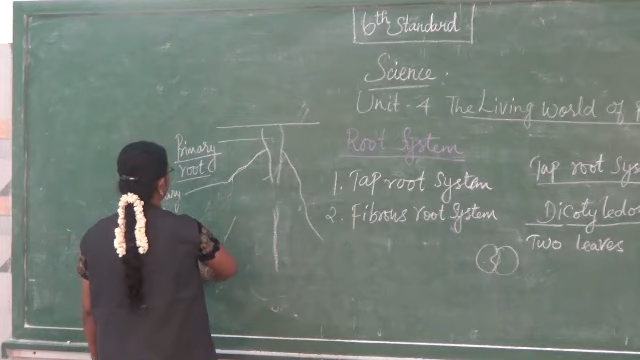 6th Standard
Science.
Unit - 4 The Living World of
Root System
1. Tap root System
2. Fibrous root System
Primary
root
Tap root Sys
Dicotyledo
Two leaves